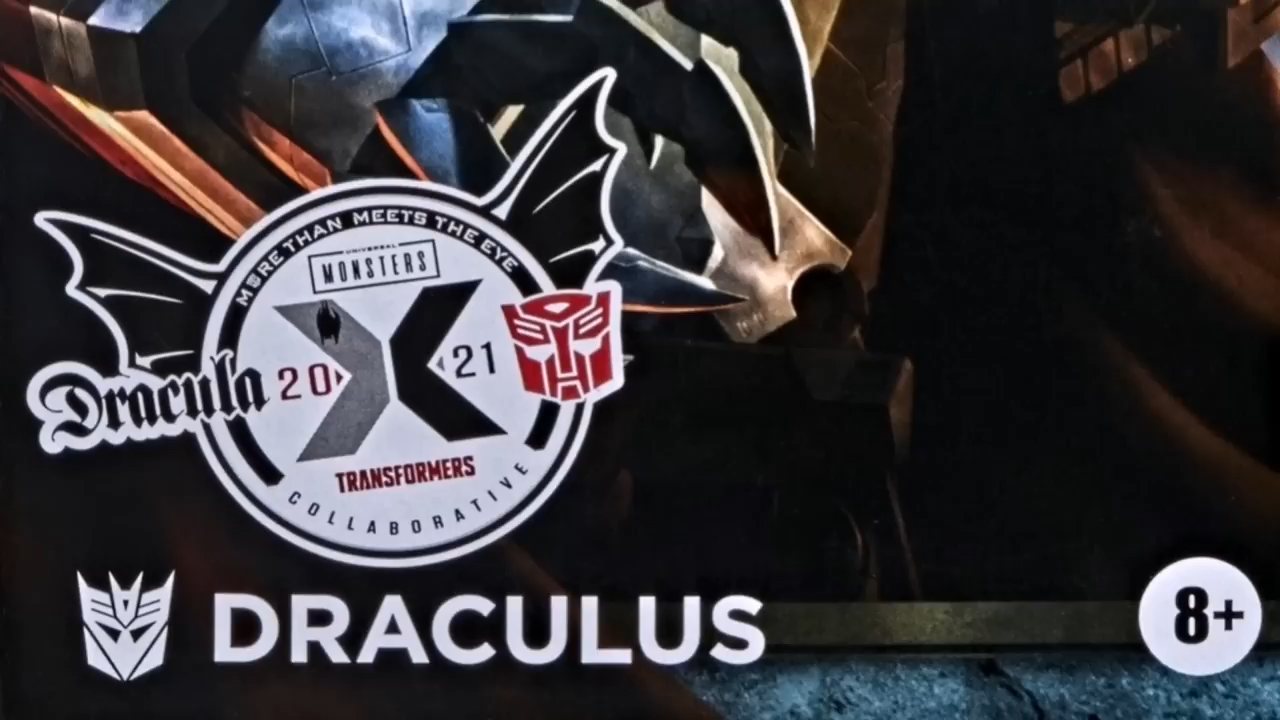 MORE THAN MEETS THE EYE
UNIVERSAL
MONSTERS
Dracula
20 21
TRANSFORMERS
COLLABORATIVE
DRACULUS
8+